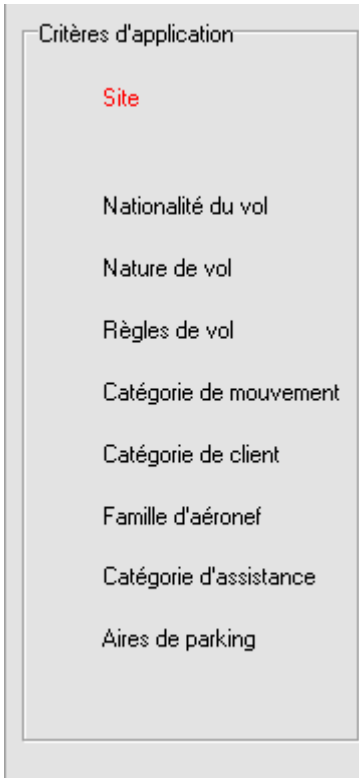 Critères d'application
Site
Nationalité du vol
Nature de vol
Règles de vol
Catégorie de mouvement
Catégorie de client
Famille d'aéronef
Catégorie d'assistance
Aires de parking